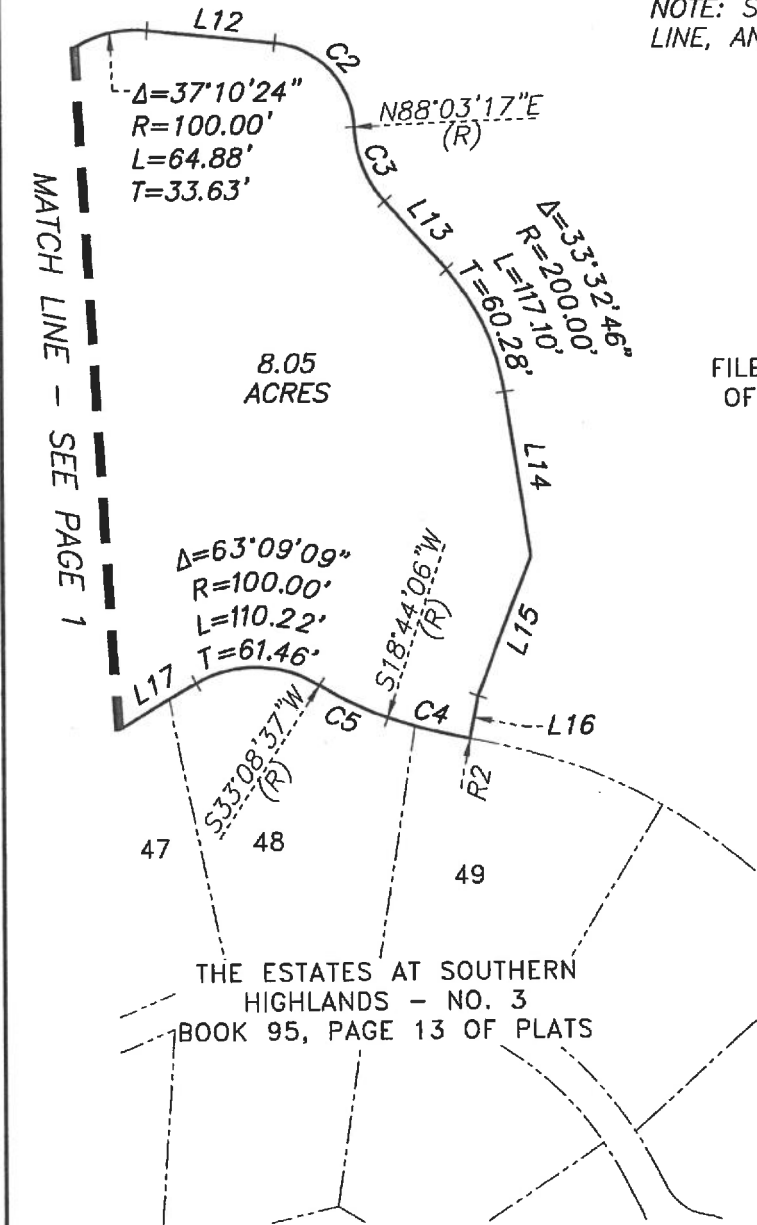 NOTE: S
LINE, AN
L12
C2
Δ=37°10'24"
R=100.00'
L=64.88'
T=33.63'
N88°03'17"E
(R)
C3
L13
Δ=33°32'46"
R=200.00'
L=117.10'
T=60.28'
MATCH LINE - SEE PAGE 1
8.05
ACRES
FILE
OF
L14
Δ=63°09'09"
R=100.00'
L=110.22'
T=61.46'
S18°44'06"W
(R)
L15
L17
C5
C4
L16
S33°08'37"W
(R)
R2
47
48
49
THE ESTATES AT SOUTHERN
HIGHLANDS - NO. 3
BOOK 95, PAGE 13 OF PLATS